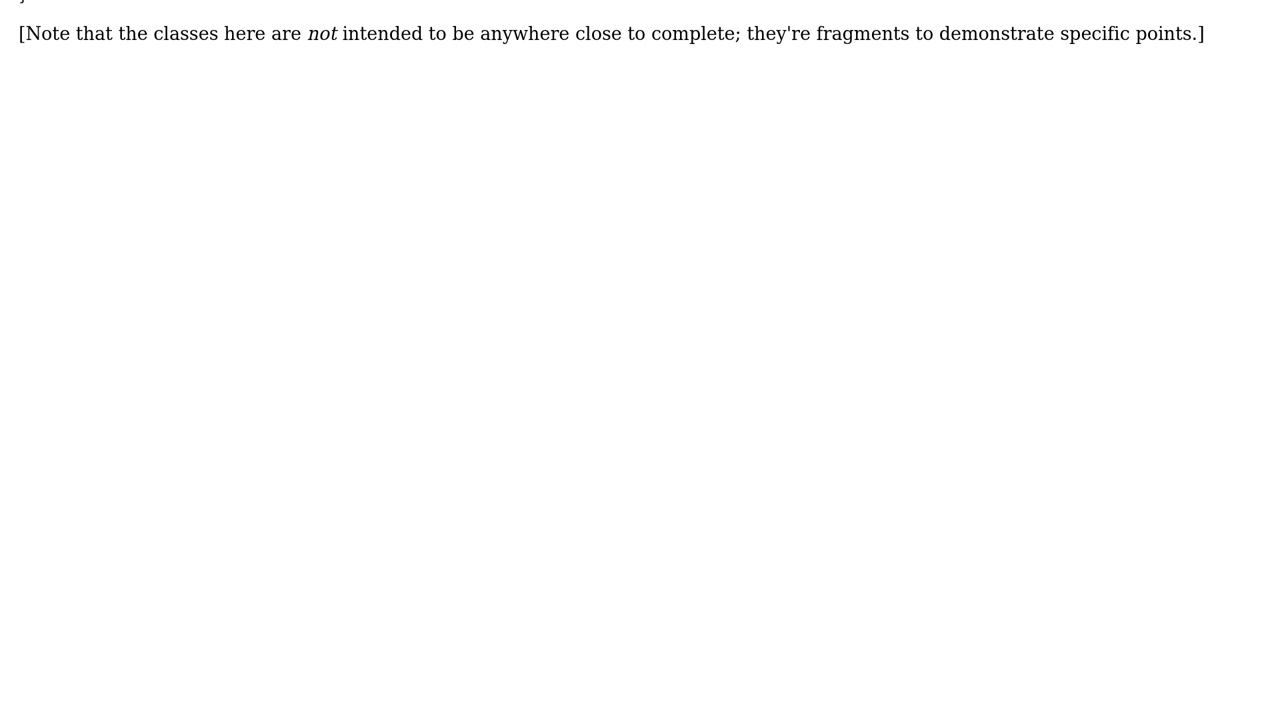 [Note that the classes here are not intended to be anywhere close to complete; they're fragments to demonstrate specific points.]